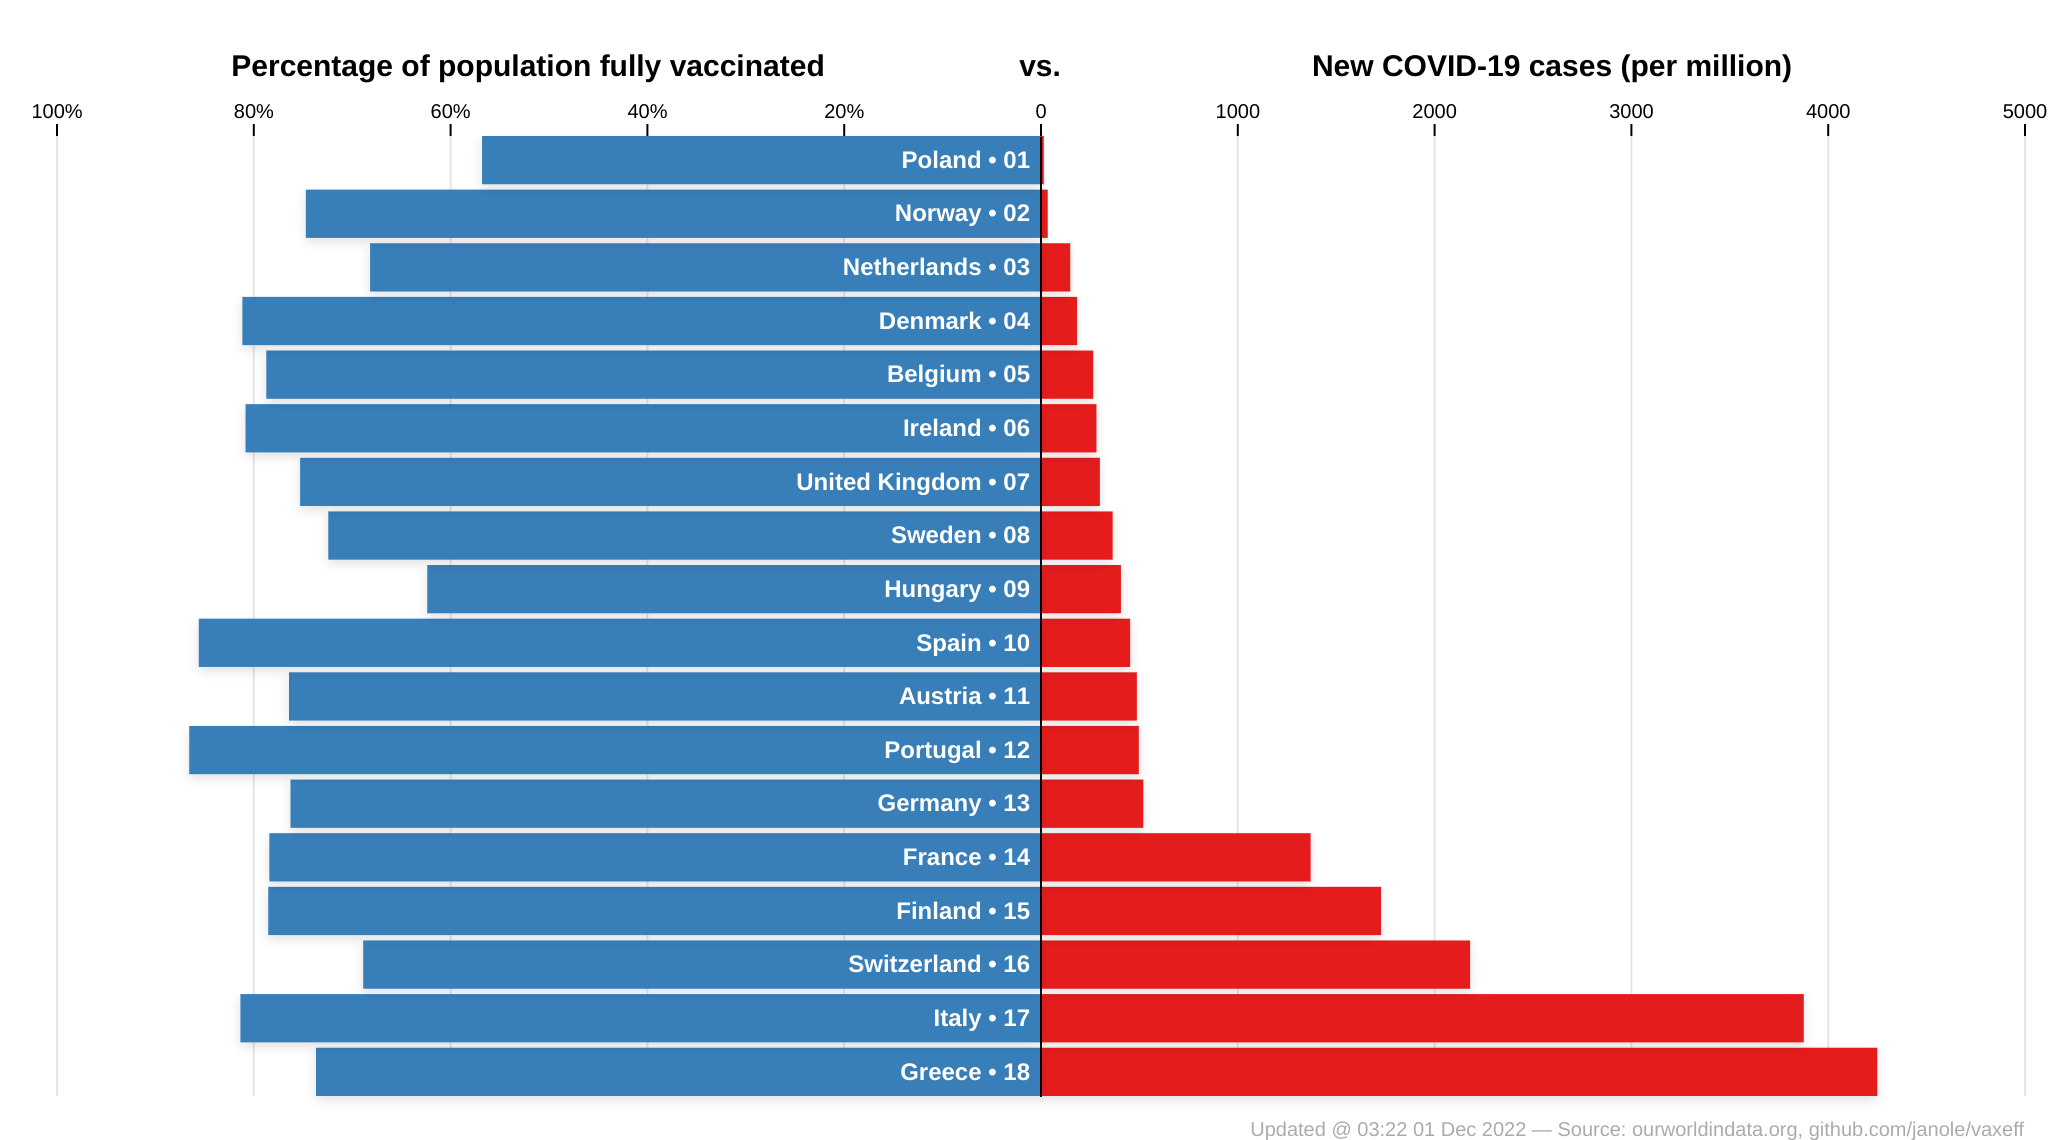 Percentage of population fully vaccinated vs. New COVID-19 cases (per million)
100% 80% 60% 40% 20% 0 1000 2000 3000 4000 5000
Poland • 01
Norway • 02
Netherlands • 03
Denmark • 04
Belgium • 05
Ireland • 06
United Kingdom • 07
Sweden • 08
Hungary • 09
Spain • 10
Austria • 11
Portugal • 12
Germany • 13
France • 14
Finland • 15
Switzerland • 16
Italy • 17
Greece • 18
Updated @ 03:22 01 Dec 2022 — Source: ourworldindata.org, github.com/janole/vaxeff